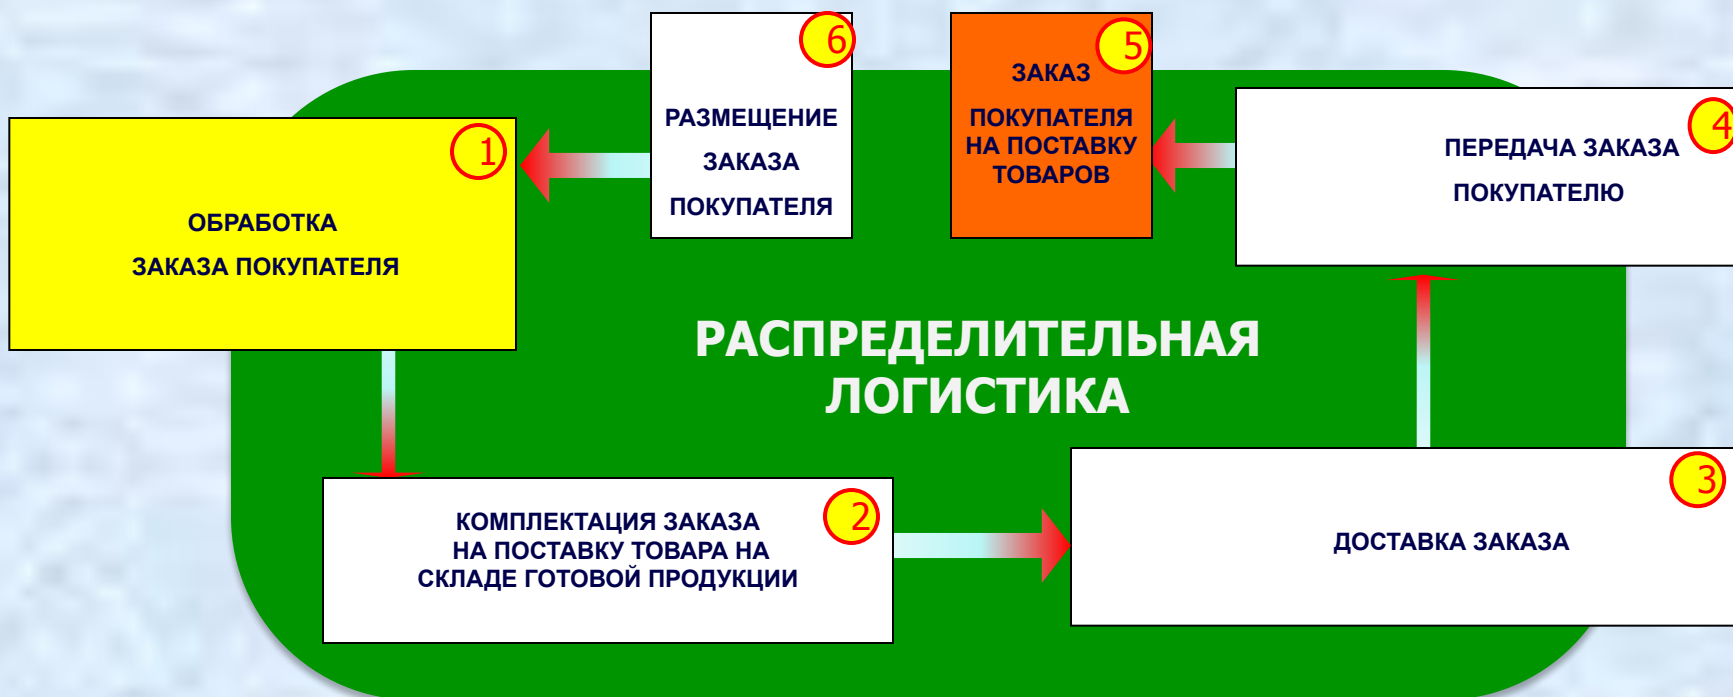 6
РАЗМЕЩЕНИЕ
ЗАКАЗА
ПОКУПАТЕЛЯ
5
ЗАКАЗ
ПОКУПАТЕЛЯ
НА ПОСТАВКУ
ТОВАРОВ
4
ПЕРЕДАЧА ЗАКАЗА
ПОКУПАТЕЛЮ
1
ОБРАБОТКА
ЗАКАЗА ПОКУПАТЕЛЯ
РАСПРЕДЕЛИТЕЛЬНАЯ
ЛОГИСТИКА
2
КОМПЛЕКТАЦИЯ ЗАКАЗА
НА ПОСТАВКУ ТОВАРА НА
СКЛАДЕ ГОТОВОЙ ПРОДУКЦИИ
3
ДОСТАВКА ЗАКАЗА